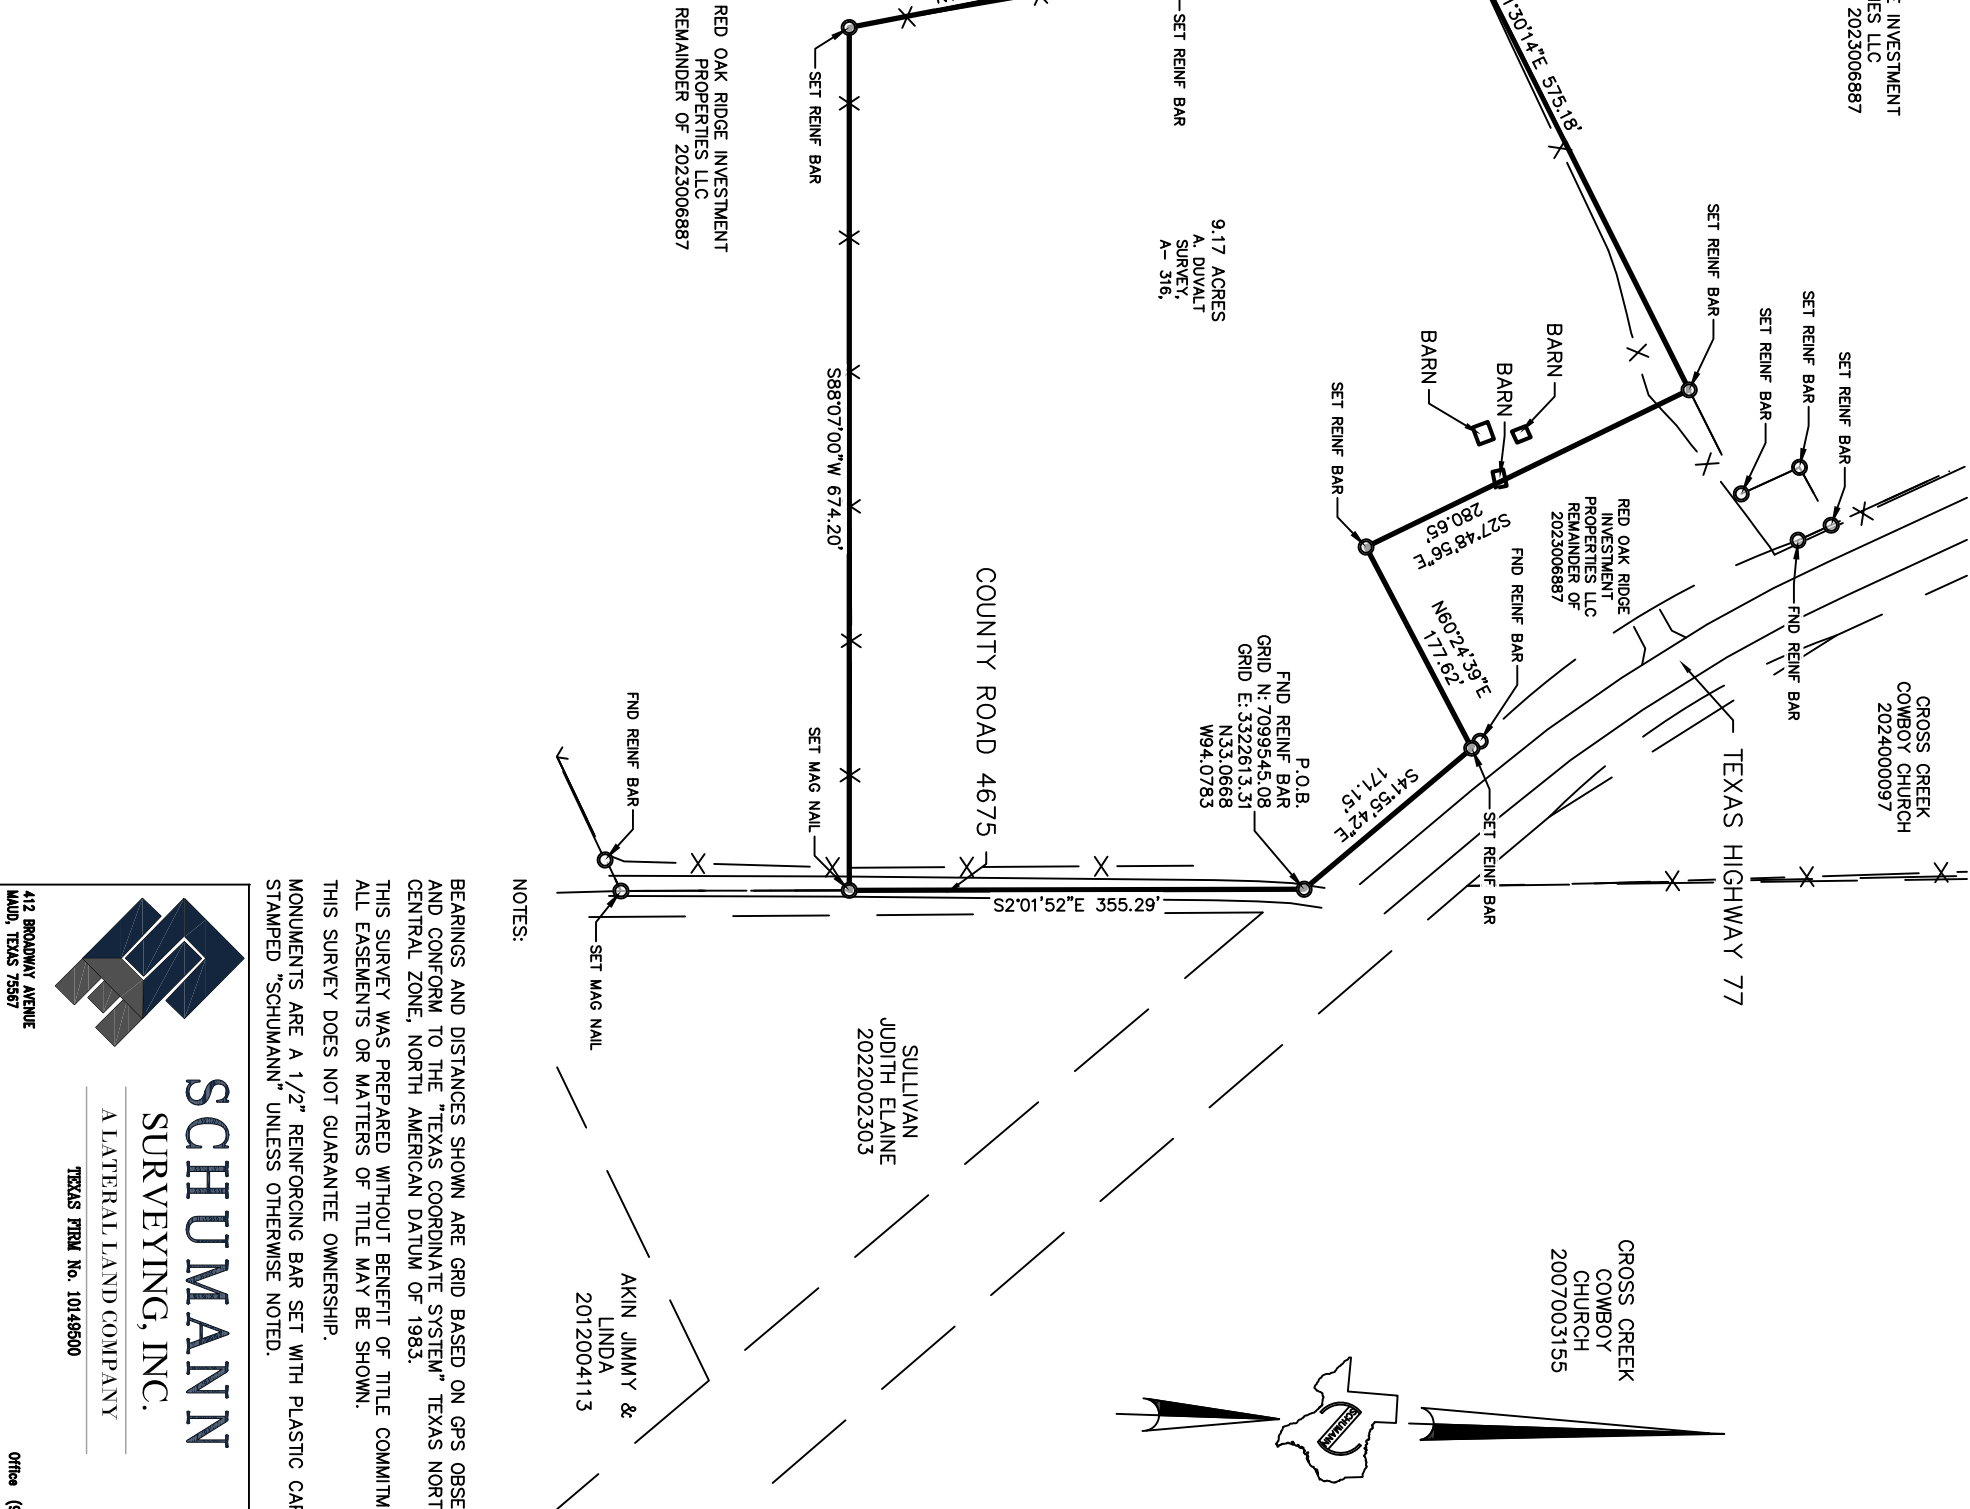 E INVESTMENT
IES LLC
2023006887
SET REINF BAR
SET REINF BAR
SET REINF BAR
SET REINF BAR
FND REINF BAR
CROSS CREEK
COWBOY CHURCH
2024000097
1°30'14"E 575.18'
TEXAS HIGHWAY 77
RED OAK RIDGE
INVESTMENT
PROPERTIES LLC
REMAINDER OF
2023006887
CROSS CREEK
COWBOY
CHURCH
2007003155
BARN
BARN
BARN
FND REINF BAR
SET REINF BAR
S27°48'56"E
280.65'
N60°24'39"E
177.62'
S41°55'42"E
171.15'
SET REINF BAR
P.O.B.
FND REINF BAR
GRID N: 7099545.08
GRID E: 3322613.31
N33.0668
W94.0783
9.17 ACRES
A. DUVALT
SURVEY,
A- 316,
SET REINF BAR
SCHUMANN
COUNTY ROAD 4675
S2°01'52"E 355.29'
SULLIVAN
JUDITH ELAINE
2022002303
S88°07'00"W 674.20'
SET REINF BAR
SET MAG NAIL
RED OAK RIDGE INVESTMENT
PROPERTIES LLC
REMAINDER OF 2023006887
FND REINF BAR
SET MAG NAIL
AKIN JIMMY &
LINDA
2012004113
NOTES:
BEARINGS AND DISTANCES SHOWN ARE GRID BASED ON GPS OBSE
AND CONFORM TO THE "TEXAS COORDINATE SYSTEM" TEXAS NORT
CENTRAL ZONE, NORTH AMERICAN DATUM OF 1983.
THIS SURVEY WAS PREPARED WITHOUT BENEFIT OF TITLE COMMITM
ALL EASEMENTS OR MATTERS OF TITLE MAY BE SHOWN.
THIS SURVEY DOES NOT GUARANTEE OWNERSHIP.
MONUMENTS ARE A 1/2" REINFORCING BAR SET WITH PLASTIC CAP
STAMPED "SCHUMANN" UNLESS OTHERWISE NOTED.
SCHUMANN
SURVEYING, INC.
A LATERAL LAND COMPANY
TEXAS FIRM No. 10149500
412 BROADWAY AVENUE
MAUD, TEXAS 75567
Office (9